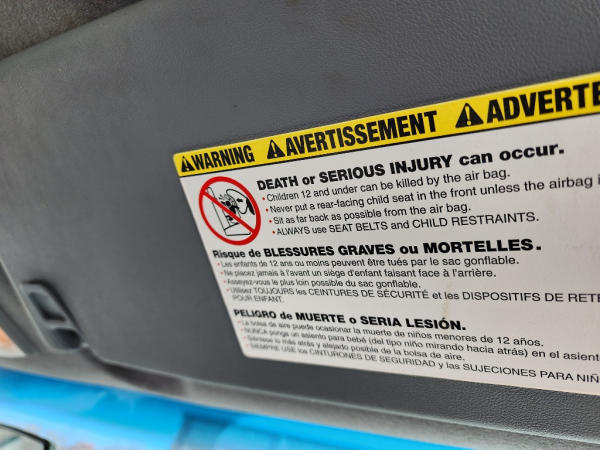 WARNING AVERTISSEMENT ADVERTE
DEATH or SERIOUS INJURY can occur.
• Children 12 and under can be killed by the air bag.
• Never put a rear-facing child seat in the front unless the airbag i
• Sit as far back as possible from the air bag.
• ALWAYS use SEAT BELTS and CHILD RESTRAINTS.
Risque de BLESSURES GRAVES ou MORTELLES.
• Les enfants de 12 ans ou moins peuvent être tués par le sac gonflable.
• Ne placez jamais à l'avant un siège d'enfant faisant face à l'arrière.
• Asseyez-vous le plus loin possible du sac gonflable.
• Utilisez TOUJOURS les CEINTURES DE SÉCURITÉ et les DISPOSITIFS DE RETE
POUR ENFANT.
PELIGRO de MUERTE o SERIA LESIÓN.
• La bolsa de aire puede ocasionar la muerte de niños menores de 12 años.
• NUNCA ponga un asiento para bebé (del tipo niño mirando hacia atrás) en el asient
• Siéntese lo más atrás y alejado posible de la bolsa de aire.
• SIEMPRE USE los CINTURONES DE SEGURIDAD y las SUJECIONES PARA NIÑ